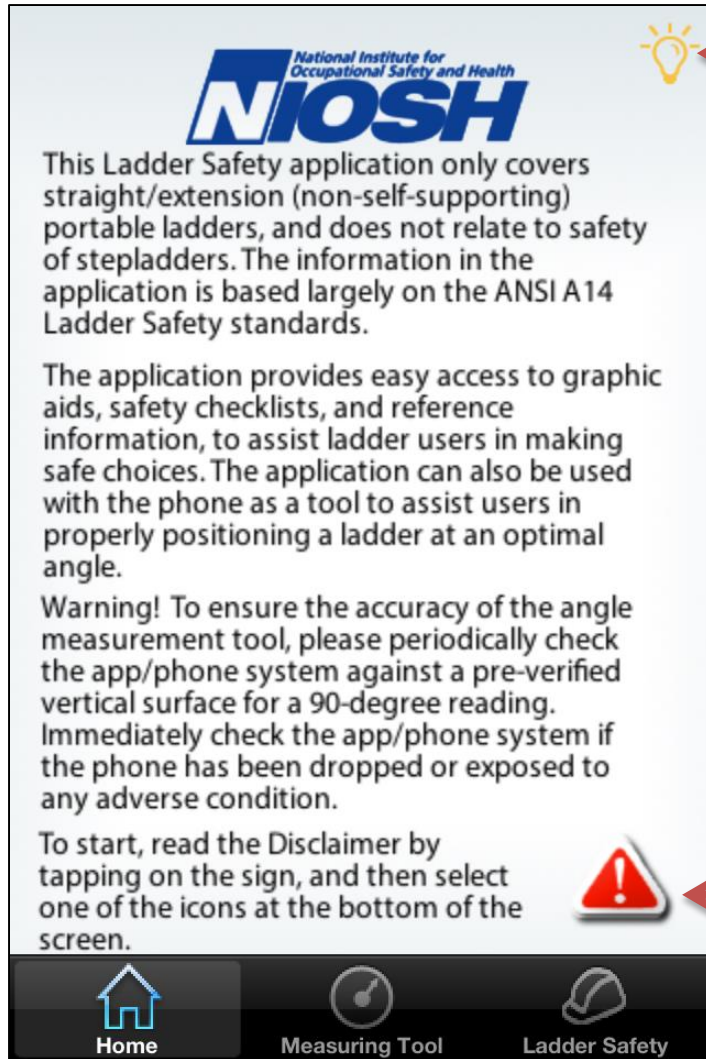 National Institute for
Occupational Safety and Health
NIOSH
This Ladder Safety application only covers
straight/extension (non-self-supporting)
portable ladders, and does not relate to safety
of stepladders. The information in the
application is based largely on the ANSI A14
Ladder Safety standards.
The application provides easy access to graphic
aids, safety checklists, and reference
information, to assist ladder users in making
safe choices. The application can also be used
with the phone as a tool to assist users in
properly positioning a ladder at an optimal
angle.
Warning! To ensure the accuracy of the angle
measurement tool, please periodically check
the app/phone system against a pre-verified
vertical surface for a 90-degree reading.
Immediately check the app/phone system if
the phone has been dropped or exposed to
any adverse condition.
To start, read the Disclaimer by
tapping on the sign, and then select
one of the icons at the bottom of the
screen.
Home Measuring Tool Ladder Safety